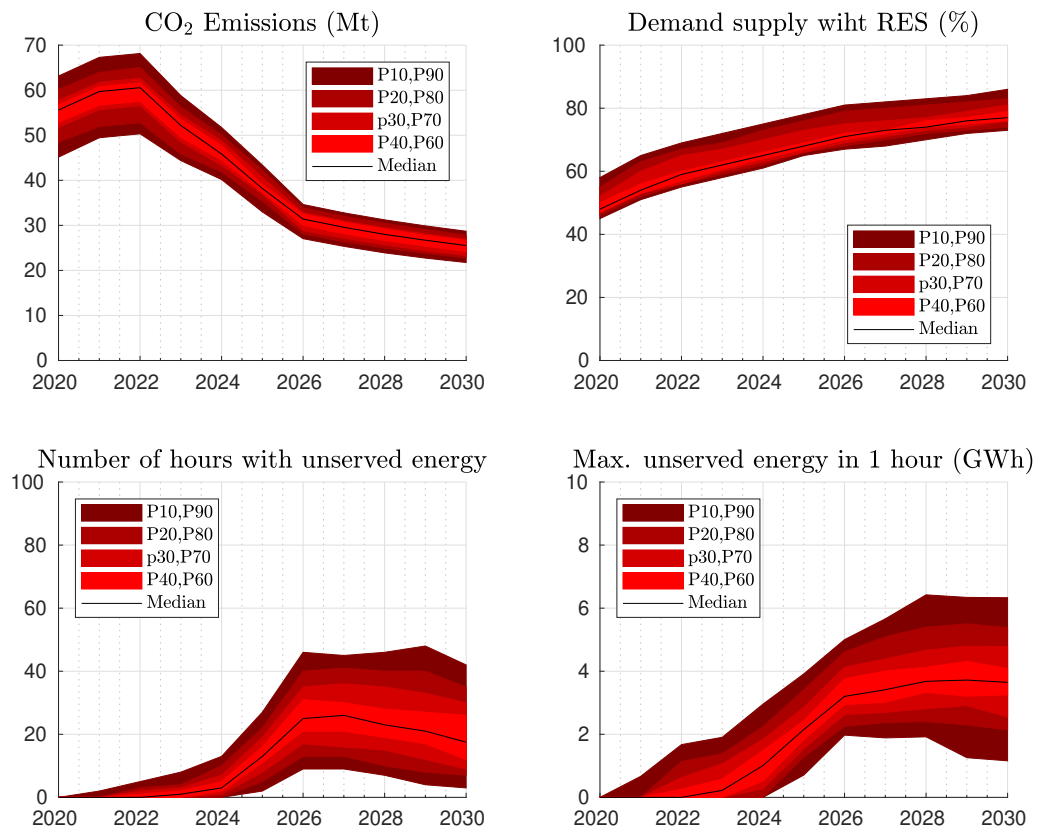 CO₂ Emissions (Mt)
70
60
50
40
30
20
10
0
2020 2022 2024 2026 2028 2030
P10,P90
P20,P80
p30,P70
P40,P60
Median
Demand supply wiht RES (%)
100
80
60
40
20
0
2020 2022 2024 2026 2028 2030
P10,P90
P20,P80
p30,P70
P40,P60
Median
Number of hours with unserved energy
100
80
60
40
20
0
2020 2022 2024 2026 2028 2030
P10,P90
P20,P80
p30,P70
P40,P60
Median
Max. unserved energy in 1 hour (GWh)
10
8
6
4
2
0
2020 2022 2024 2026 2028 2030
P10,P90
P20,P80
p30,P70
P40,P60
Median